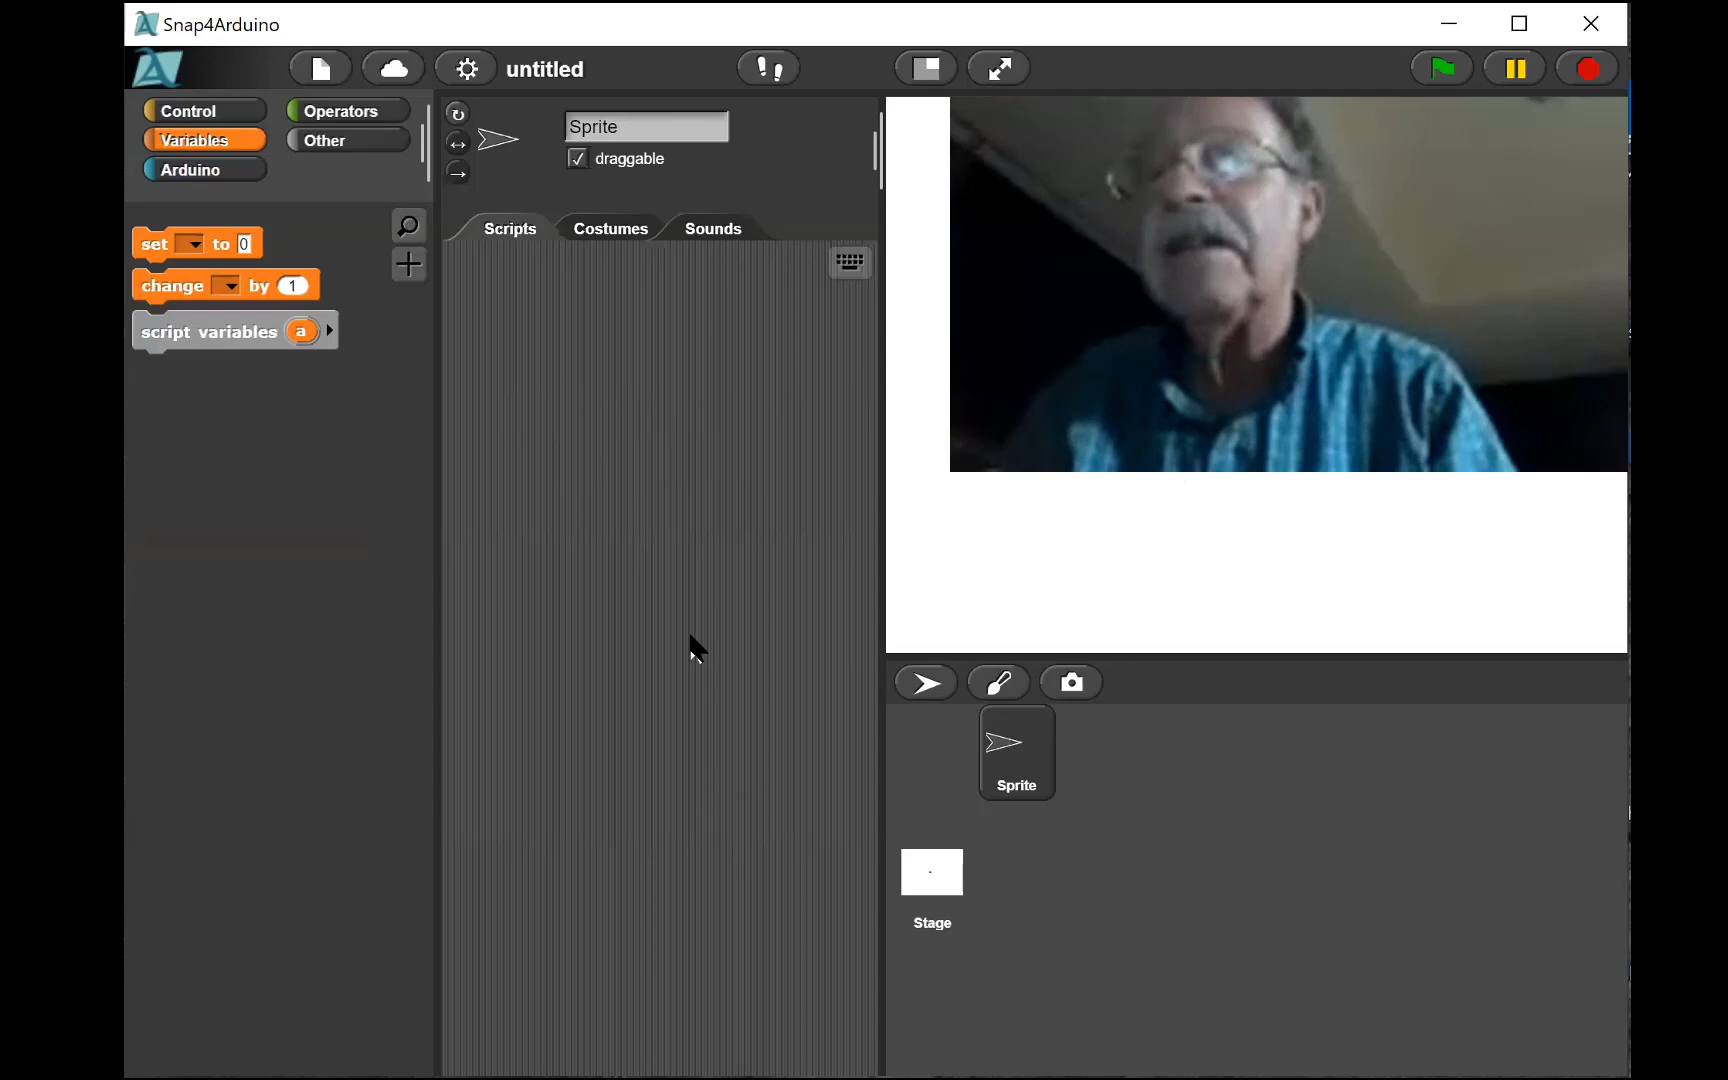 Snap4Arduino
untitled
Control
Operators
Variables
Other
Arduino
Sprite
draggable
Scripts
Costumes
Sounds
set to 0
change by 1
script variables a
Sprite
Stage